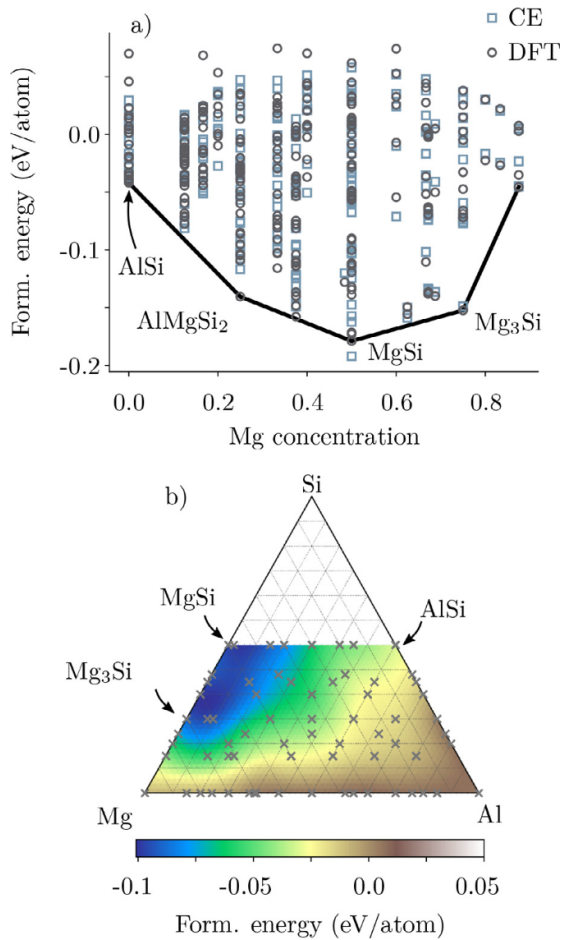 a)
CE
DFT
Form. energy (eV/atom)
0.0
-0.1
-0.2
AlSi
AlMgSi₂
MgSi
Mg₃Si
0.0 0.2 0.4 0.6 0.8
Mg concentration
b)
Si
MgSi
AlSi
Mg₃Si
Mg
Al
-0.1 -0.05 0.0 0.05
Form. energy (eV/atom)